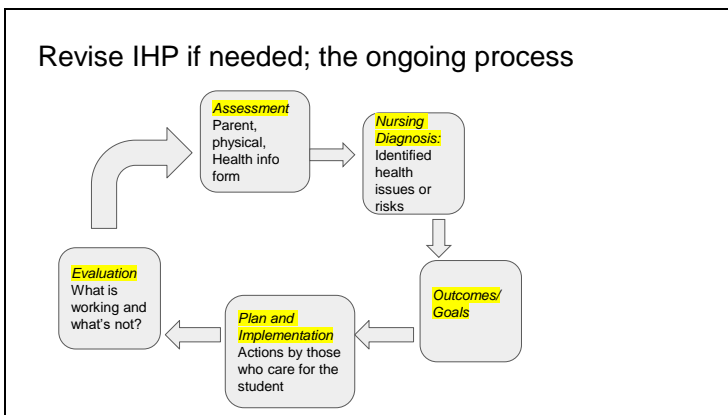 Revise IHP if needed; the ongoing process
Assessment
Parent,
physical,
Health info
form
Nursing
Diagnosis:
Identified
health
issues or
risks
Outcomes/
Goals
Plan and
Implementation
Actions by those
who care for the
student
Evaluation
What is
working and
what's not?